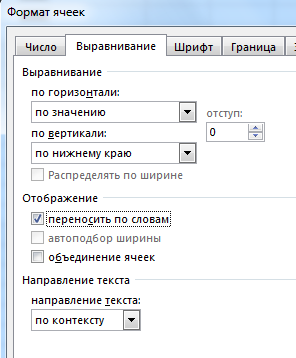 Формат ячеек
Число Выравнивание Шрифт Граница
Выравнивание
по горизонтали:
по значению
отступ:
по вертикали:
0
по нижнему краю
Распределять по ширине
Отображение
переносить по словам
автоподбор ширины
объединение ячеек
Направление текста
направление текста:
по контексту